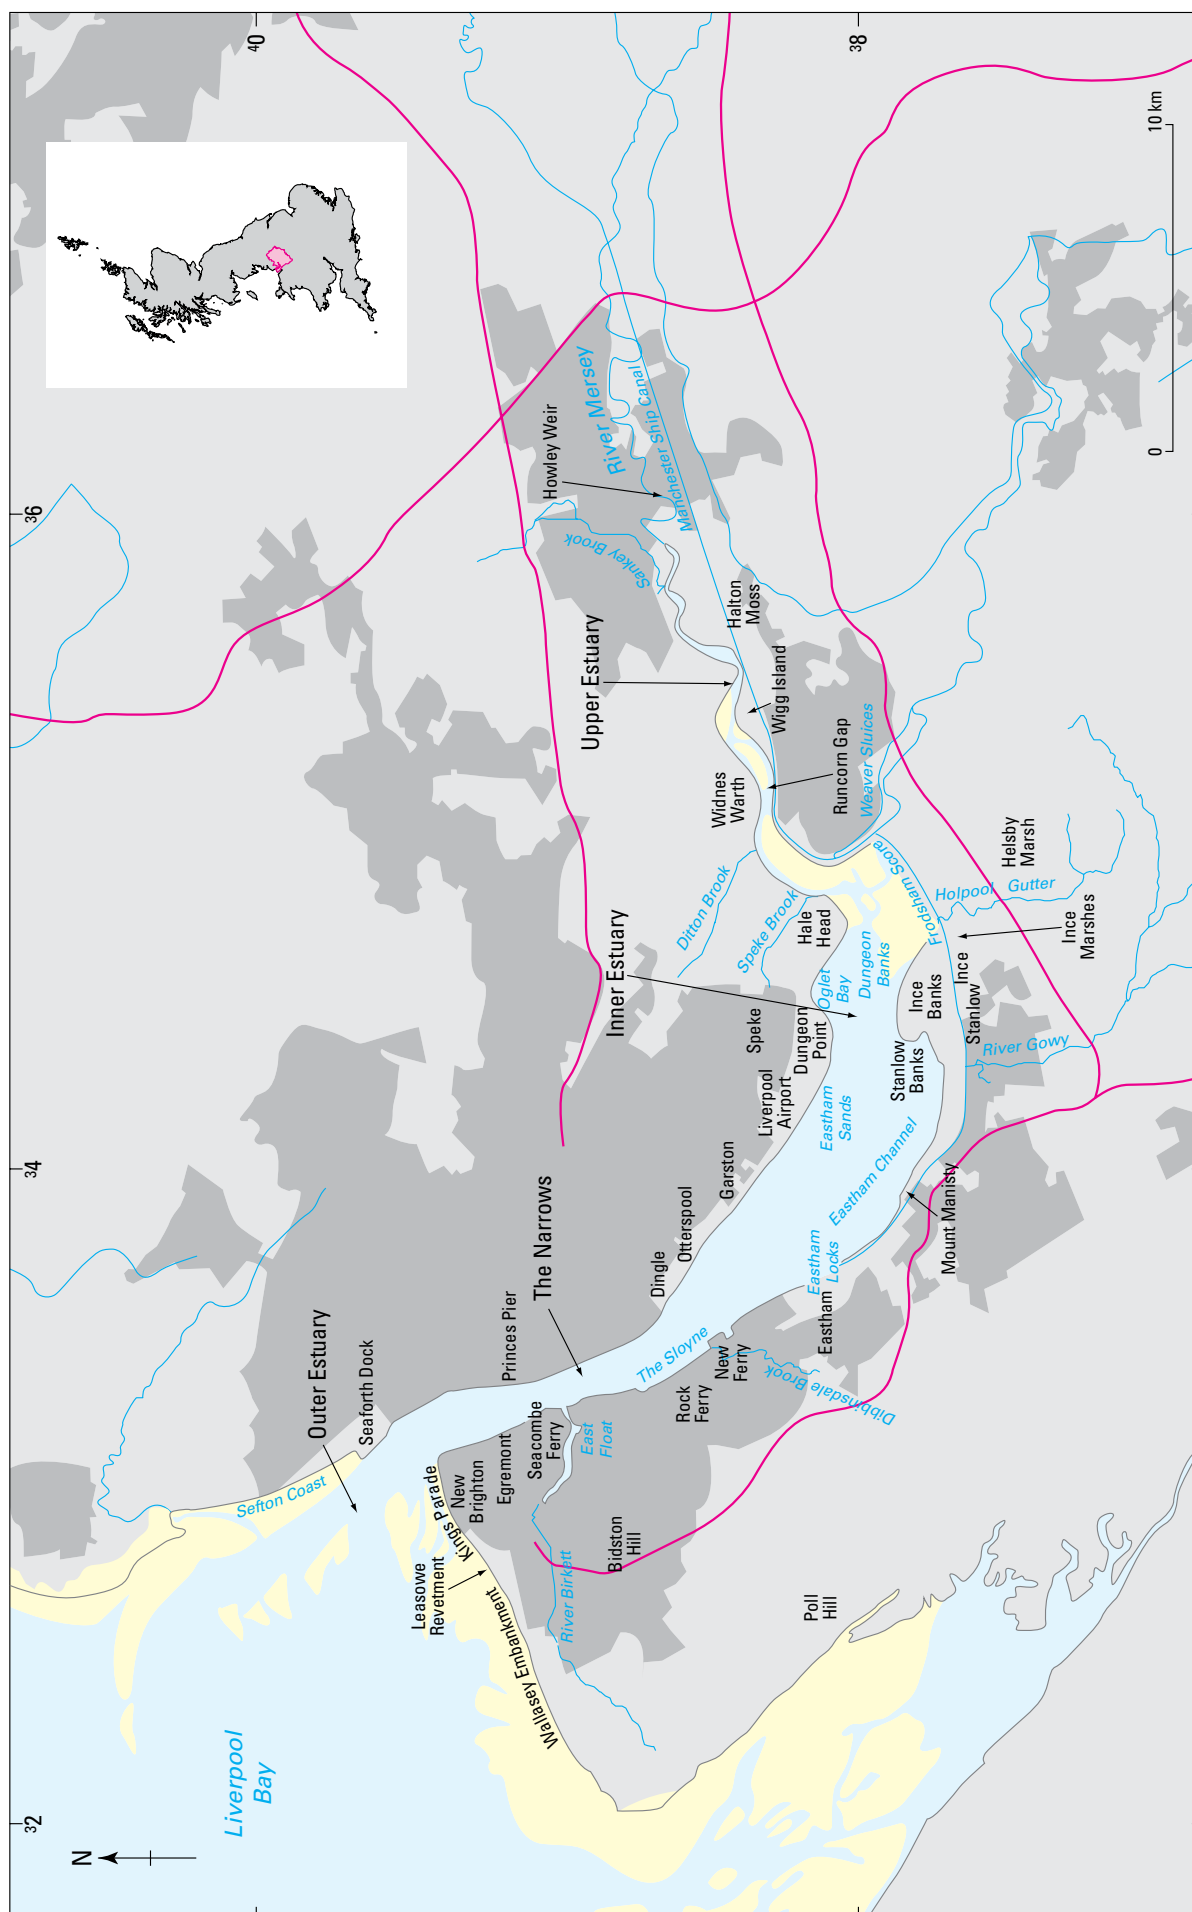 40
38
36
34
32
N
Liverpool
Bay
Outer Estuary
Sefton Coast
Seaforth Dock
Leasowe
Revetment
Kings Parade
Wallasey Embankment
New
Brighton
Egremont
Seacombe
Ferry
East
Float
River Birkett
Bidston
Hill
Poll
Hill
Princes Pier
The Narrows
The Sloyne
Rock
Ferry
New
Ferry
Dibbinsdale Brook
Eastham
Eastham
Locks
Mount Manisty
Eastham Channel
Dingle
Otterspool
Garston
Liverpool
Airport
Speke
Dungeon
Point
Eastham
Sands
Oglet
Bay
Dungeon
Banks
Stanlow
Banks
Ince
Banks
Ince
Stanlow
River Gowy
Ince
Marshes
Inner Estuary
Ditton Brook
Speke Brook
Hale
Head
Frodsham Score
Holpool Gutter
Helsby
Marsh
Widnes
Warth
Runcorn Gap
Weaver Sluices
Upper Estuary
Wigg Island
Halton
Moss
Sankey Brook
Howley Weir
River Mersey
Manchester Ship Canal
0
10 km